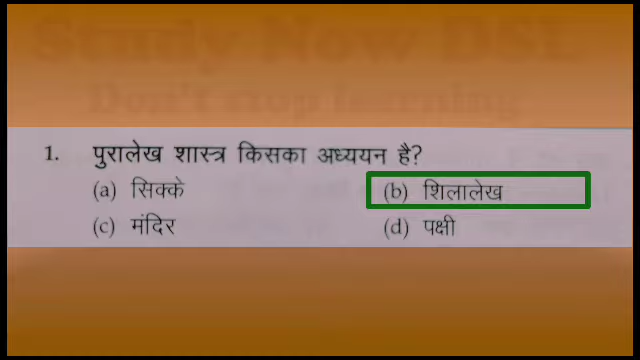 Study Now DSL
Don't stop learning
1. पुरालेख शास्त्र किसका अध्ययन है?
(a) सिक्के (b) शिलालेख
(c) मंदिर (d) पक्षी